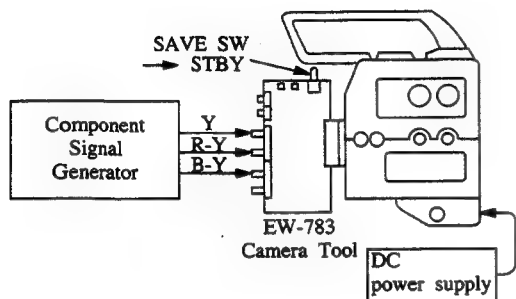 SAVE SW
→ STBY
Component
Signal
Generator
Y
R-Y
B-Y
EW-783
Camera Tool
DC
power supply